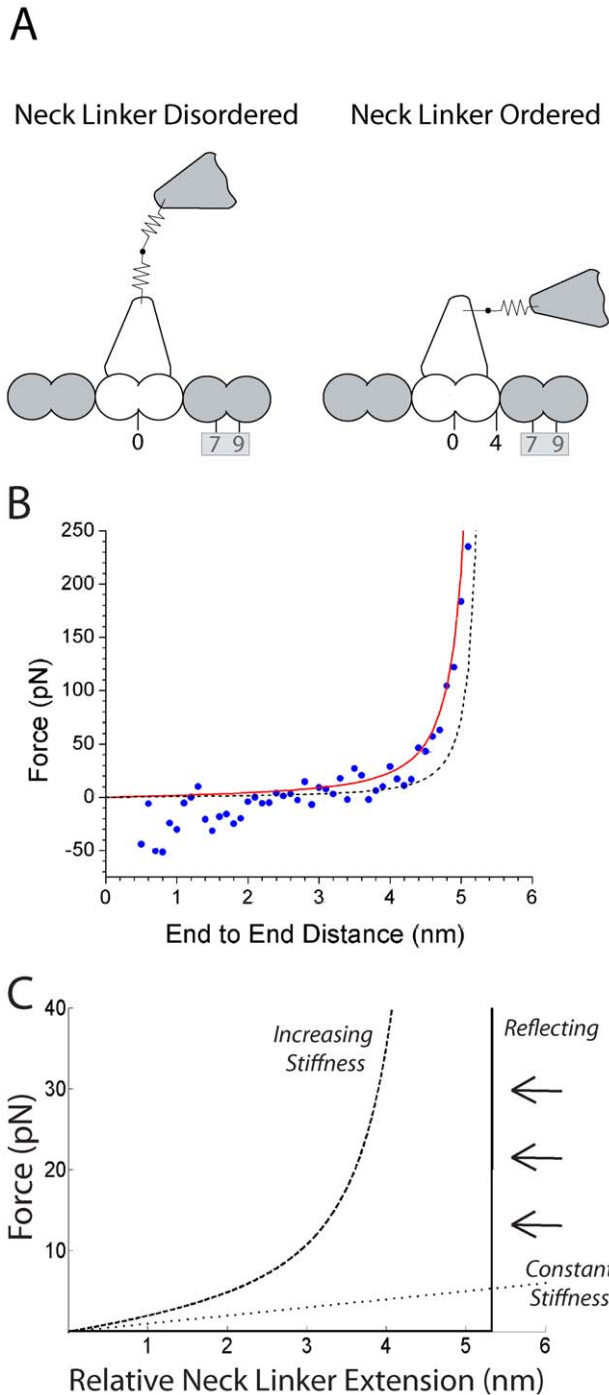 A
Neck Linker Disordered Neck Linker Ordered
0 7 9 0 4 7 9
B
250
200
150
100
50
0
-50
0 1 2 3 4 5 6
Force (pN)
End to End Distance (nm)
C
40
30
20
10
1 2 3 4 5 6
Force (pN)
Increasing
Stiffness
Reflecting
Constant
Stiffness
Relative Neck Linker Extension (nm)